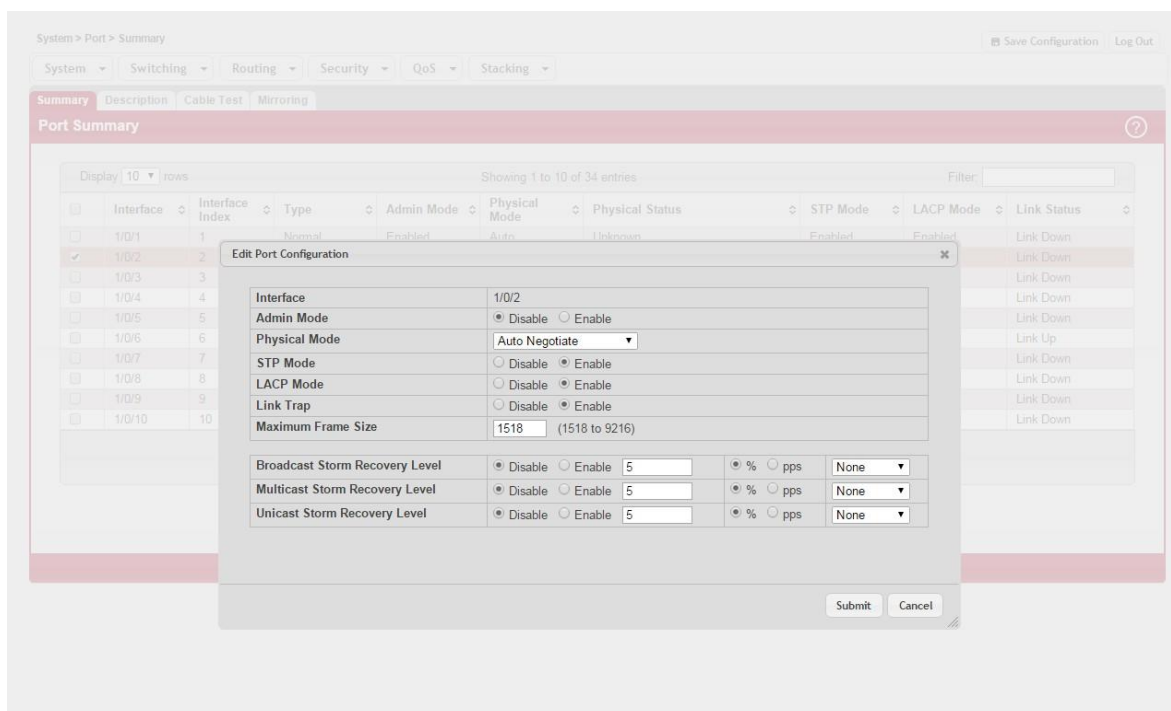 System > Port > Summary
Save Configuration Log Out
System Switching Routing Security QoS Stacking
Summary Description Cable Test Mirroring
Port Summary
Display 10 rows Showing 1 to 10 of 34 entries Filter:
Interface Interface Index Type Admin Mode Physical Mode Physical Status STP Mode LACP Mode Link Status
1/0/1 1 Normal Enabled Auto Unknown Enabled Enabled Link Down
1/0/2 2 Link Down
1/0/3 3 Link Down
1/0/4 4 Link Down
1/0/5 5 Link Down
1/0/6 6 Link Up
1/0/7 7 Link Down
1/0/8 8 Link Down
1/0/9 9 Link Down
1/0/10 10 Link Down
Edit Port Configuration
Interface 1/0/2
Admin Mode Disable Enable
Physical Mode Auto Negotiate
STP Mode Disable Enable
LACP Mode Disable Enable
Link Trap Disable Enable
Maximum Frame Size 1518 (1518 to 9216)
Broadcast Storm Recovery Level Disable Enable 5 % pps None
Multicast Storm Recovery Level Disable Enable 5 % pps None
Unicast Storm Recovery Level Disable Enable 5 % pps None
Submit Cancel